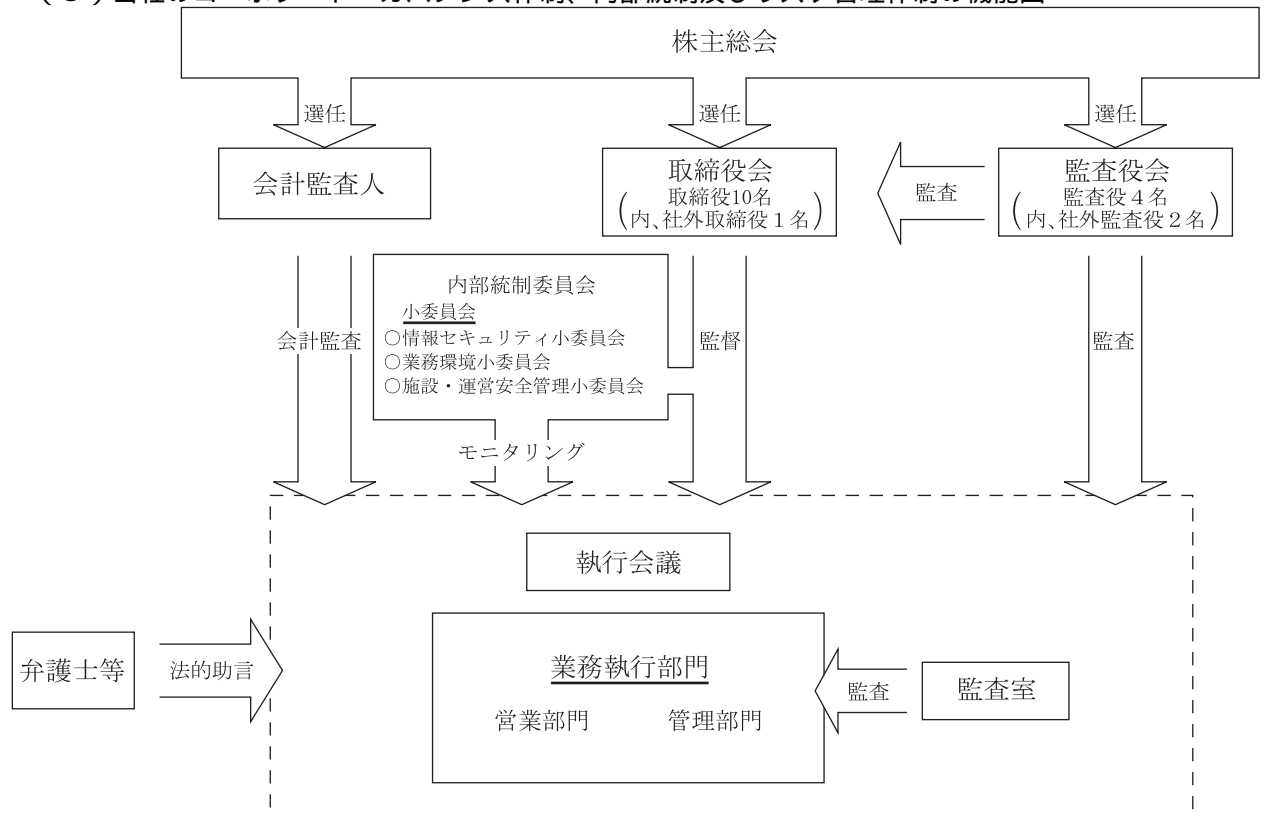 株主総会
選任
選任
選任
会計監査人
取締役会
取締役10名
(内、社外取締役1名)
監査
監査役会
監査役4名
(内、社外監査役2名)
内部統制委員会
小委員会
○情報セキュリティ小委員会
○業務環境小委員会
○施設・運営安全管理小委員会
会計監査
監督
監査
モニタリング
執行会議
弁護士等
法的助言
業務執行部門
営業部門
管理部門
監査
監査室